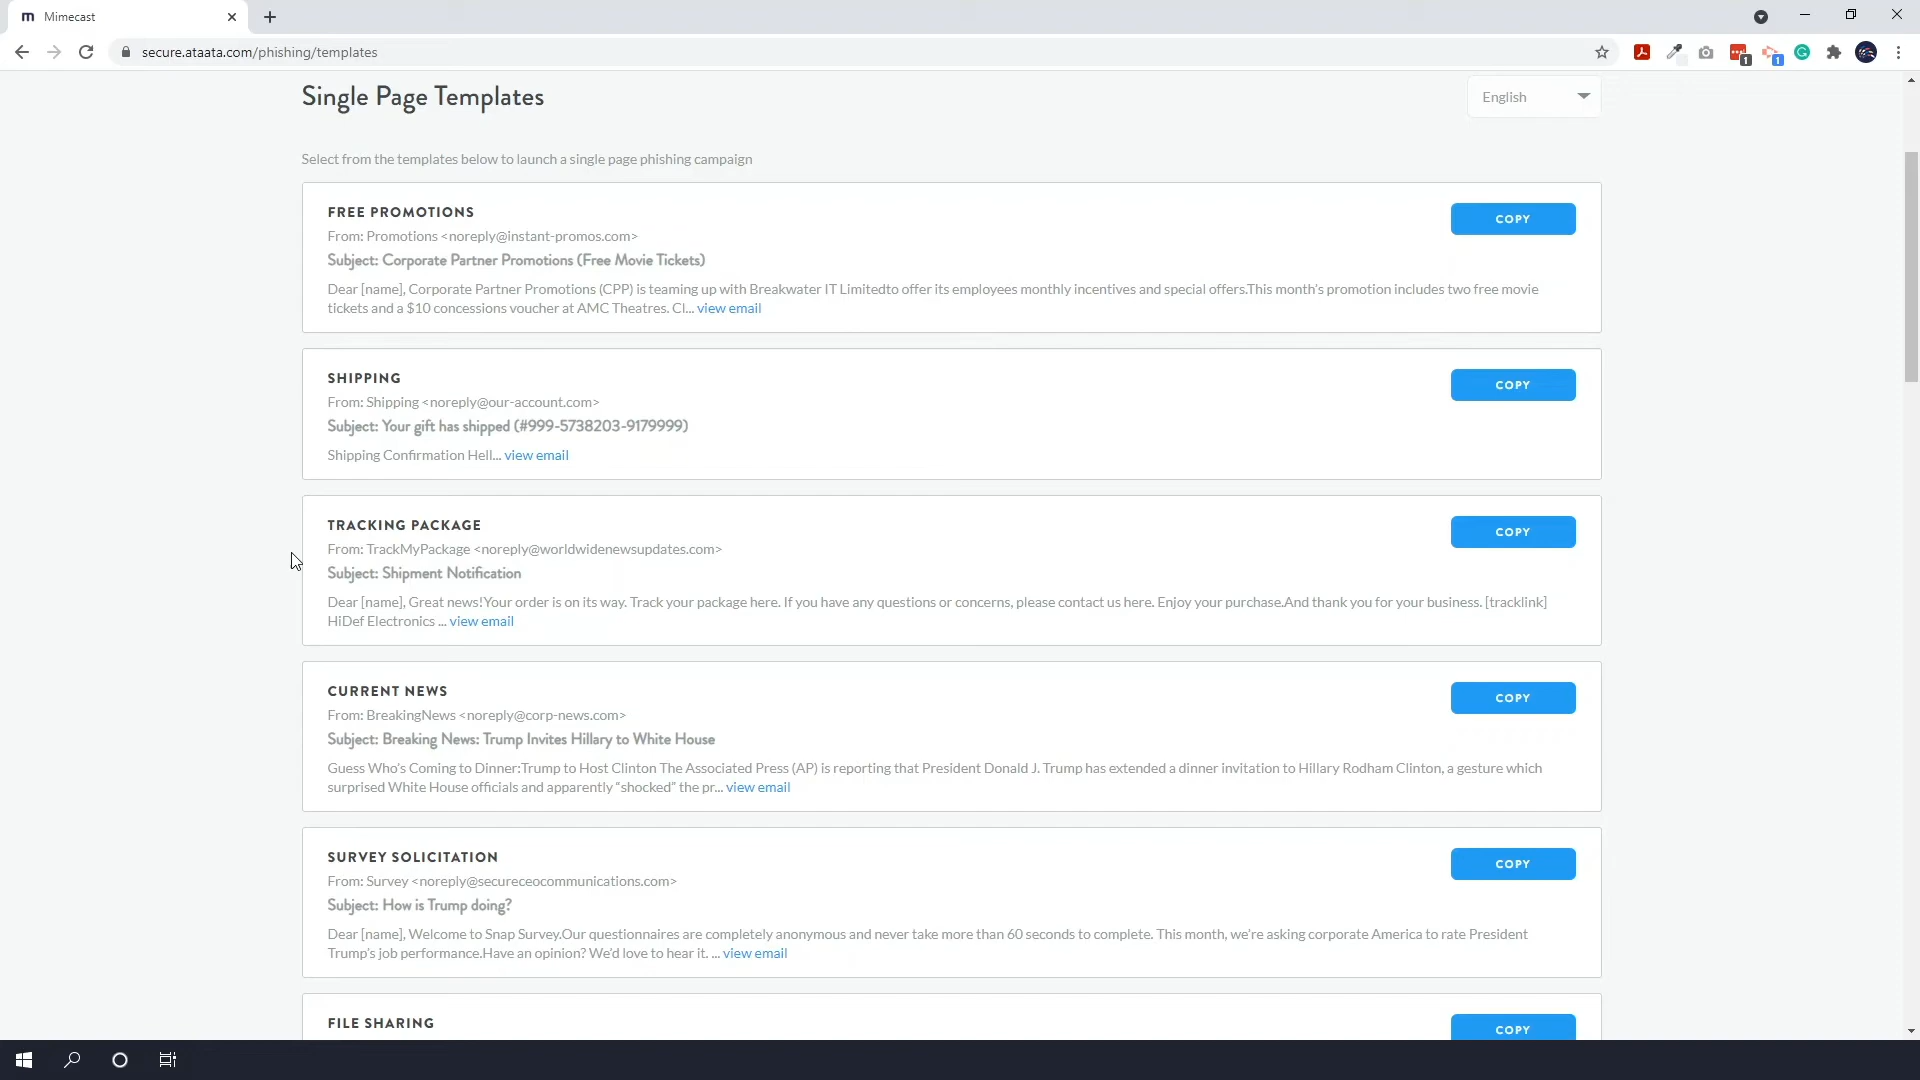 Mimecast
secure.ataata.com/phishing/templates
1
1
Single Page Templates
English
Select from the templates below to launch a single page phishing campaign
FREE PROMOTIONS
COPY
From: Promotions <noreply@instant-promos.com>
Subject: Corporate Partner Promotions (Free Movie Tickets)
Dear [name], Corporate Partner Promotions (CPP) is teaming up with Breakwater IT Limitedto offer its employees monthly incentives and special offers.This month's promotion includes two free movie
tickets and a $10 concessions voucher at AMC Theatres. Cl... view email
SHIPPING
COPY
From: Shipping <noreply@our-account.com>
Subject: Your gift has shipped (#999-5738203-9179999)
Shipping Confirmation Hell... view email
TRACKING PACKAGE
COPY
From: TrackMyPackage <noreply@worldwidenewsupdates.com>
Subject: Shipment Notification
Dear [name], Great news!Your order is on its way. Track your package here. If you have any questions or concerns, please contact us here. Enjoy your purchase.And thank you for your business. [tracklink]
HiDef Electronics ... view email
CURRENT NEWS
COPY
From: BreakingNews <noreply@corp-news.com>
Subject: Breaking News: Trump Invites Hillary to White House
Guess Who's Coming to Dinner:Trump to Host Clinton The Associated Press (AP) is reporting that President Donald J. Trump has extended a dinner invitation to Hillary Rodham Clinton, a gesture which
surprised White House officials and apparently “shocked” the pr... view email
SURVEY SOLICITATION
COPY
From: Survey <noreply@secureceocommunications.com>
Subject: How is Trump doing?
Dear [name], Welcome to Snap Survey.Our questionnaires are completely anonymous and never take more than 60 seconds to complete. This month, we're asking corporate America to rate President
Trump's job performance.Have an opinion? We'd love to hear it. ... view email
FILE SHARING
COPY